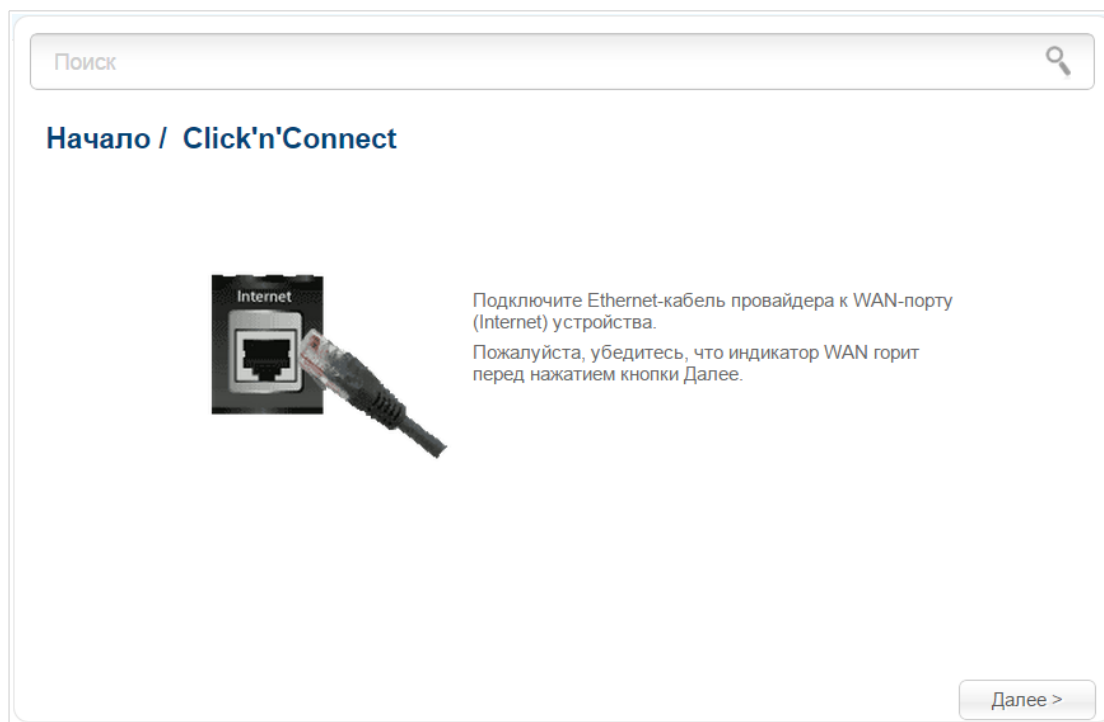 Поиск
Начало / Click'n'Connect
Internet
Подключите Ethernet-кабель провайдера к WAN-порту
(Internet) устройства.
Пожалуйста, убедитесь, что индикатор WAN горит
перед нажатием кнопки Далее.
Далее >